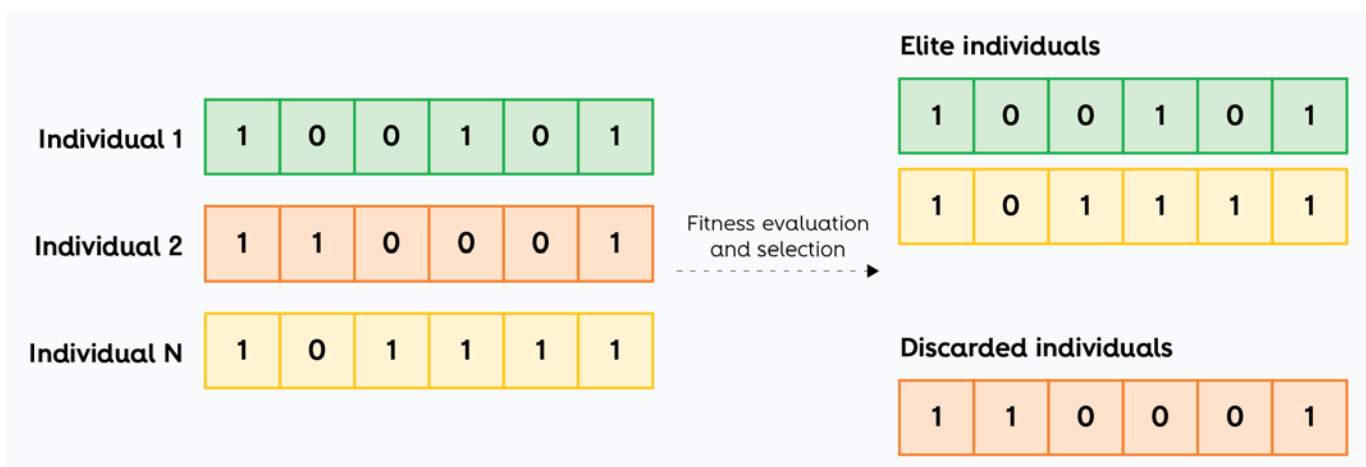 Individual 1 1 0 0 1 0 1
Individual 2 1 1 0 0 0 1
Individual N 1 0 1 1 1 1
Fitness evaluation
and selection
Elite individuals
1 0 0 1 0 1
1 0 1 1 1 1
Discarded individuals
1 1 0 0 0 1